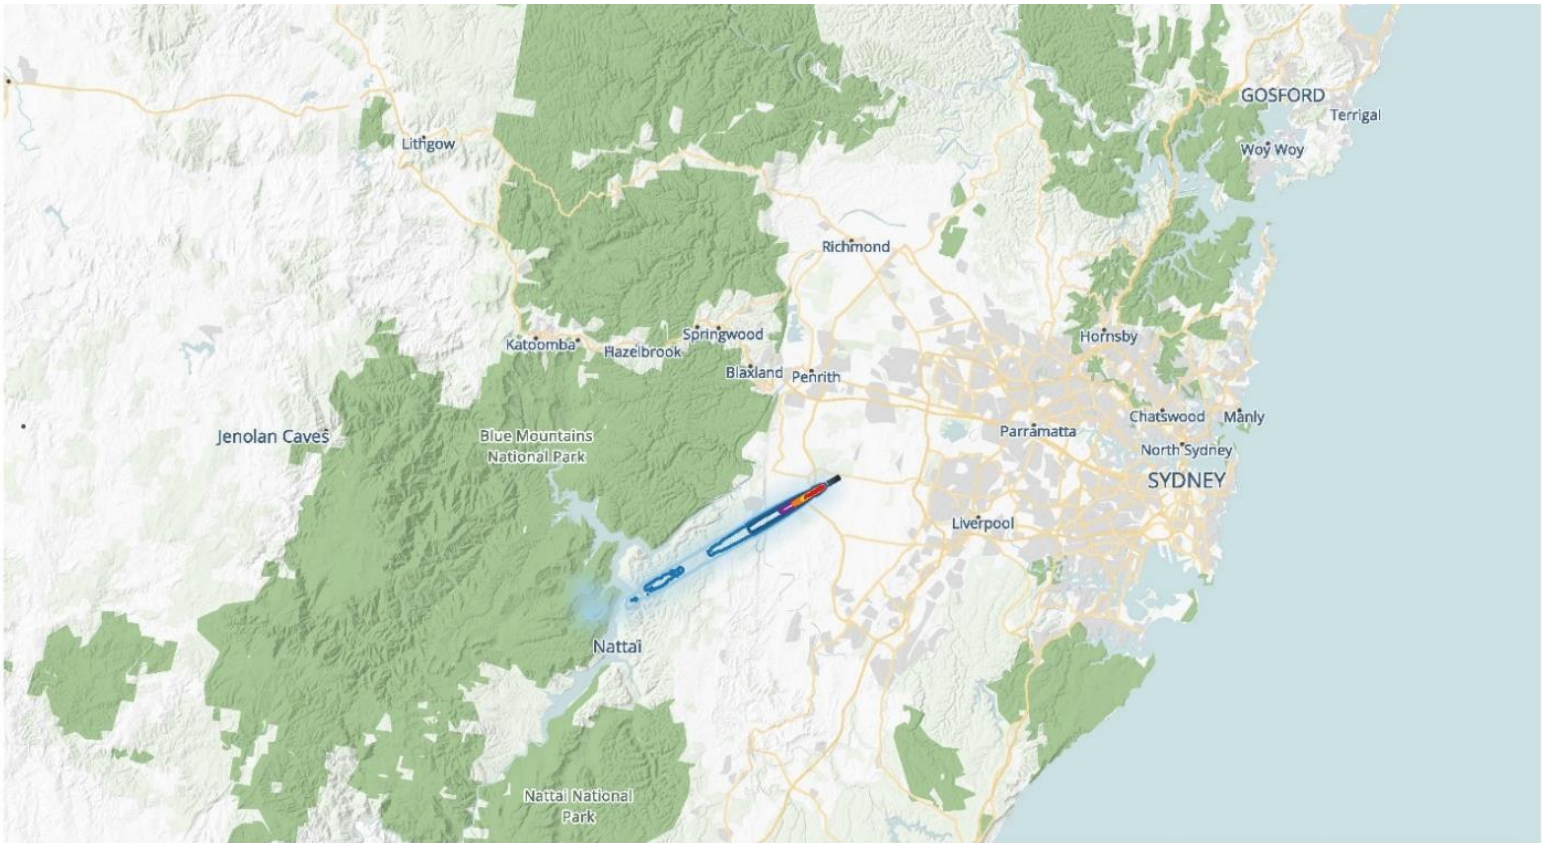 GOSFORD
Terrigal
Lithgow
Woy Woy
Richmond
Springwood
Hornsby
Katoomba
Hazelbrook
Blaxland
Penrith
Chatswood
Manly
Jenolan Caves
Blue Mountains
National Park
Parramatta
North Sydney
SYDNEY
Liverpool
Nattai
Nattai National
Park